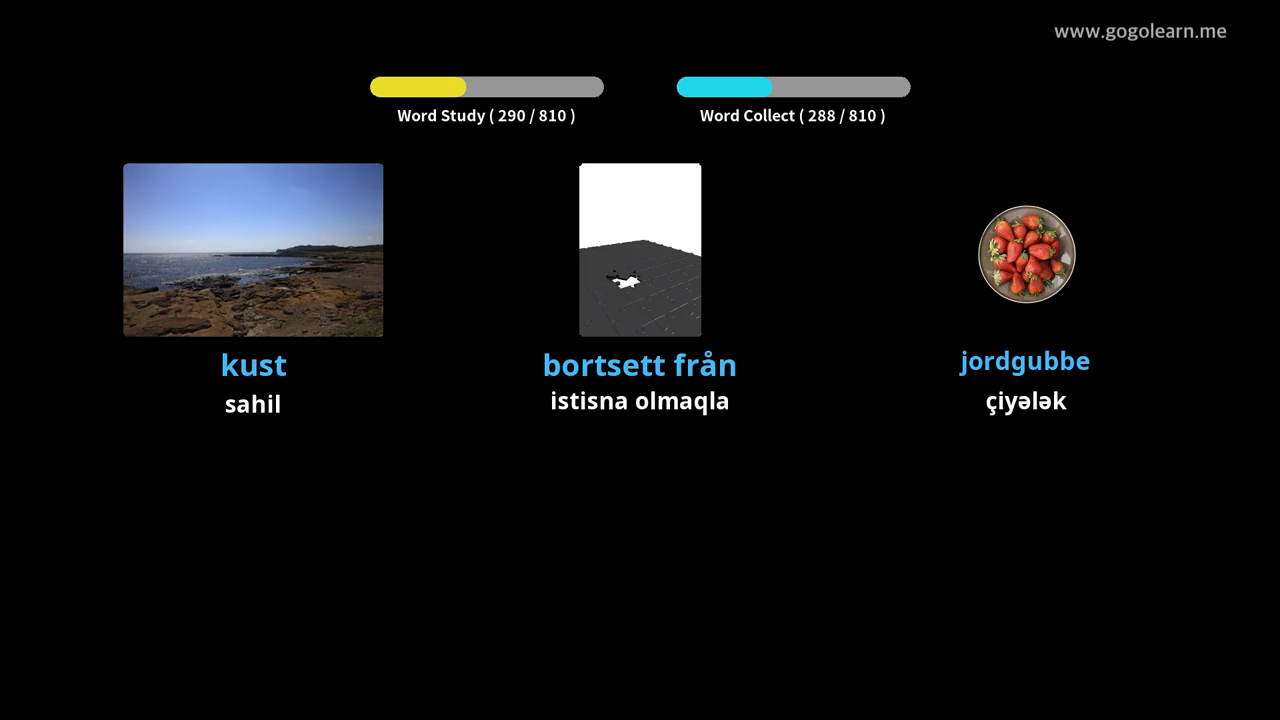 www.gogolearn.me
Word Study ( 290 / 810 )
Word Collect ( 288 / 810 )
kust
sahil
bortsett från
istisna olmaqla
jordgubbe
çiyələk